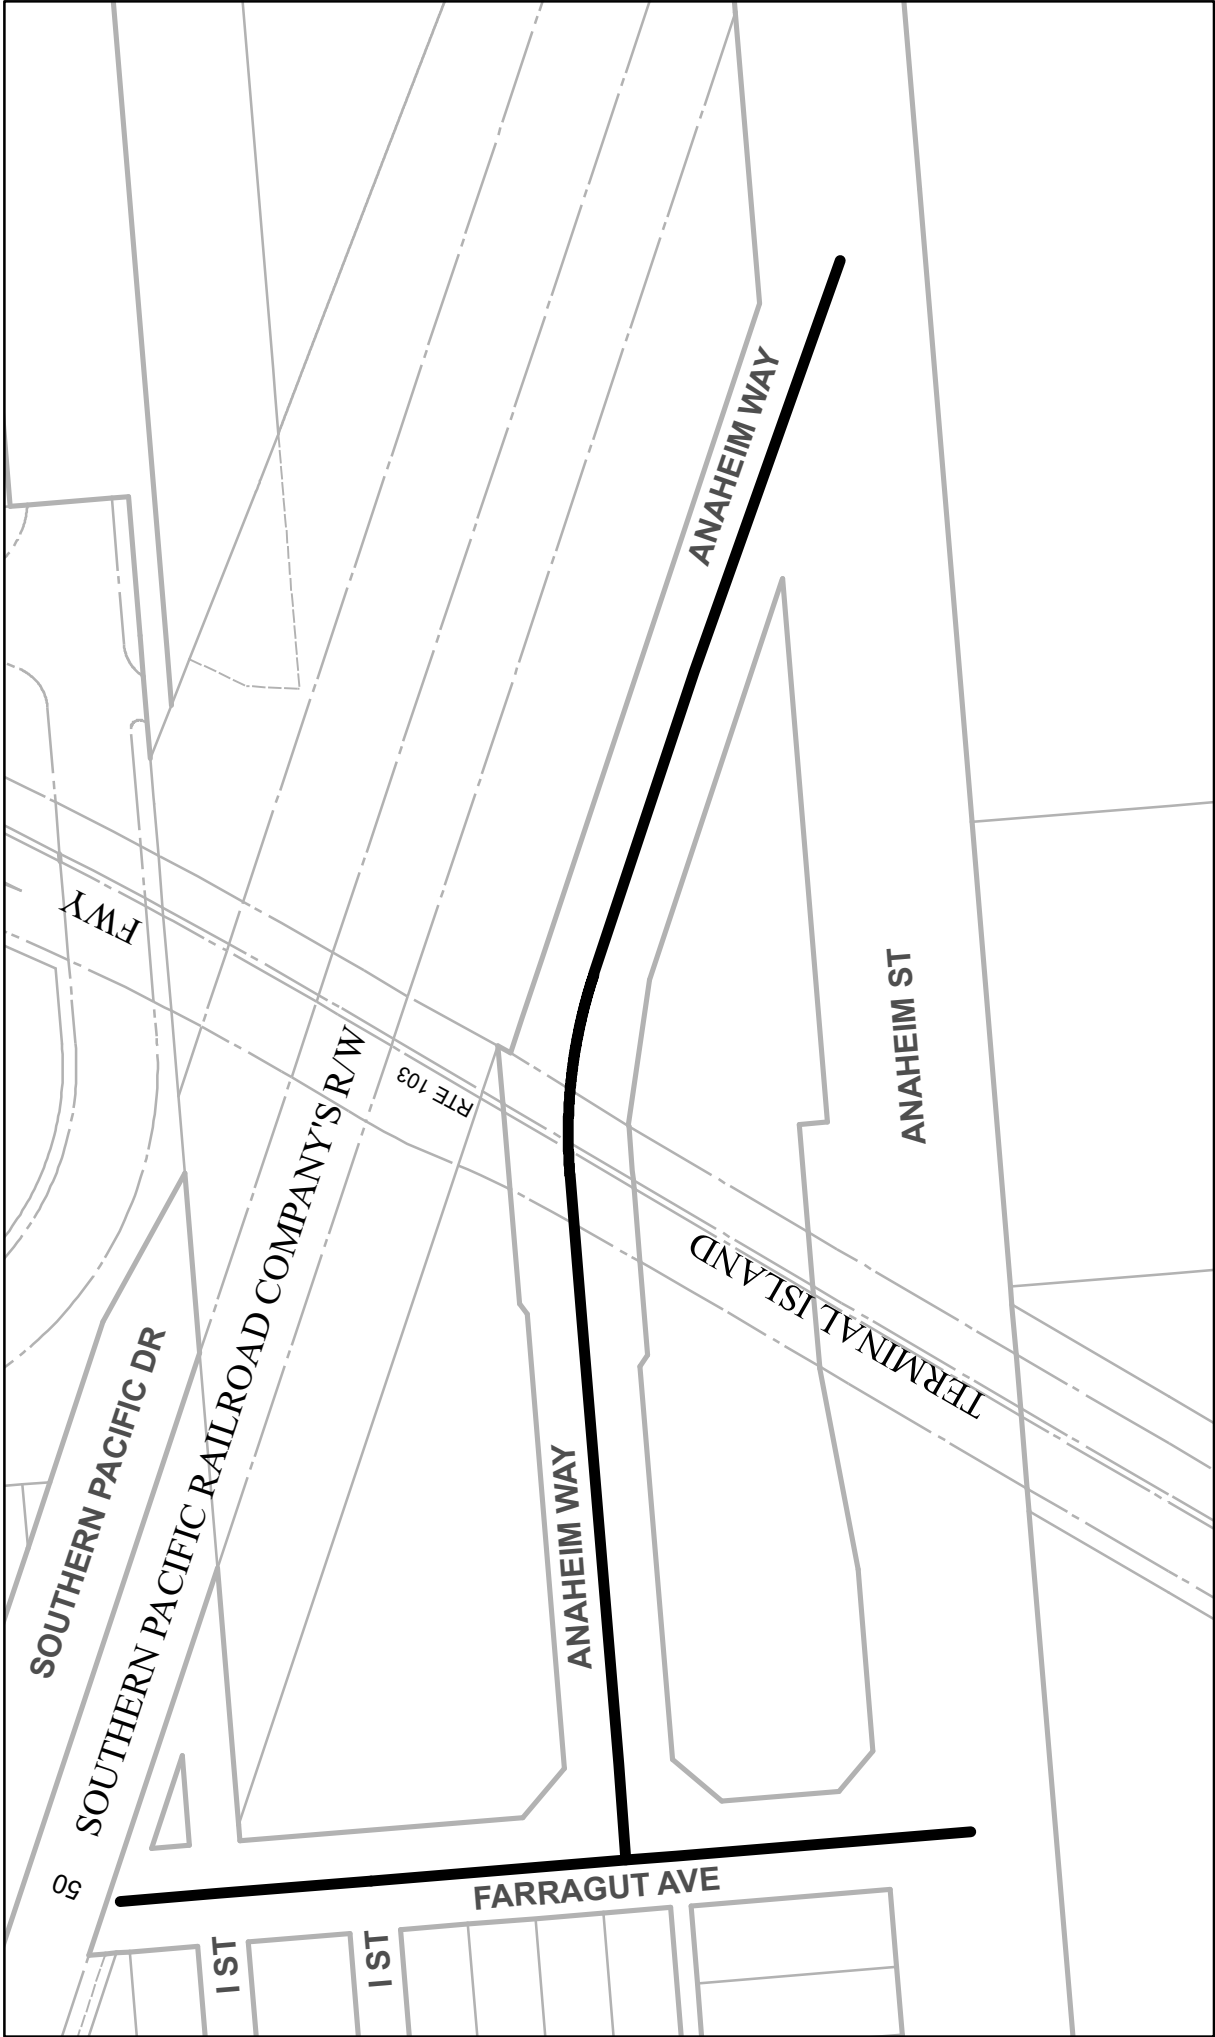 ANAHEIM WAY
FWY
ANAHEIM ST
RTE 103
SOUTHERN PACIFIC RAILROAD COMPANY'S R/W
TERMINAL ISLAND
SOUTHERN PACIFIC DR
ANAHEIM WAY
50
FARRAGUT AVE
I ST
I ST